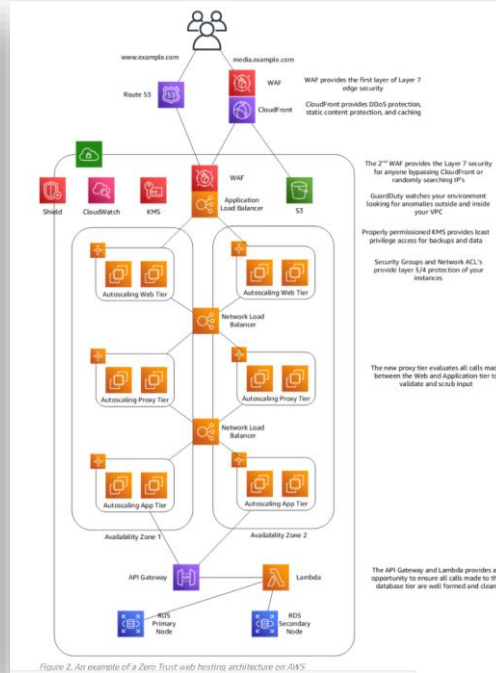 www.example.com
media.example.com
WAF
WAF provides the first layer of Layer 7
edge security
Route 53
53
CloudFront
CloudFront provides DDoS protection,
static content protection, and caching
WAF
The 2nd WAF provides the Layer 7 security
for anyone bypassing CloudFront or
randomly searching IP's
Shield
CloudWatch
KMS
Application
Load Balancer
S3
GuardDuty watches your environment
looking for anomalies outside and inside
your VPC
Properly permissioned KMS provides least
privilege access for backups and data
Autoscaling Web Tier
Autoscaling Web Tier
Security Groups and Network ACL's
provide layer 3/4 protection of your
instances
Network Load
Balancer
Autoscaling Proxy Tier
Autoscaling Proxy Tier
The new proxy tier evaluates all calls mad
between the Web and Application tier to
validate and scrub input
Network Load
Balancer
Autoscaling App Tier
Autoscaling App Tier
Availability Zone 1
Availability Zone 2
API Gateway
Lambda
The API Gateway and Lambda provides a
opportunity to ensure all calls made to th
database tier are well formed and clean
RDS
Primary
Node
RDS
Secondary
Node
Figure 2. An example of a Zero Trust web hosting architecture on AWS